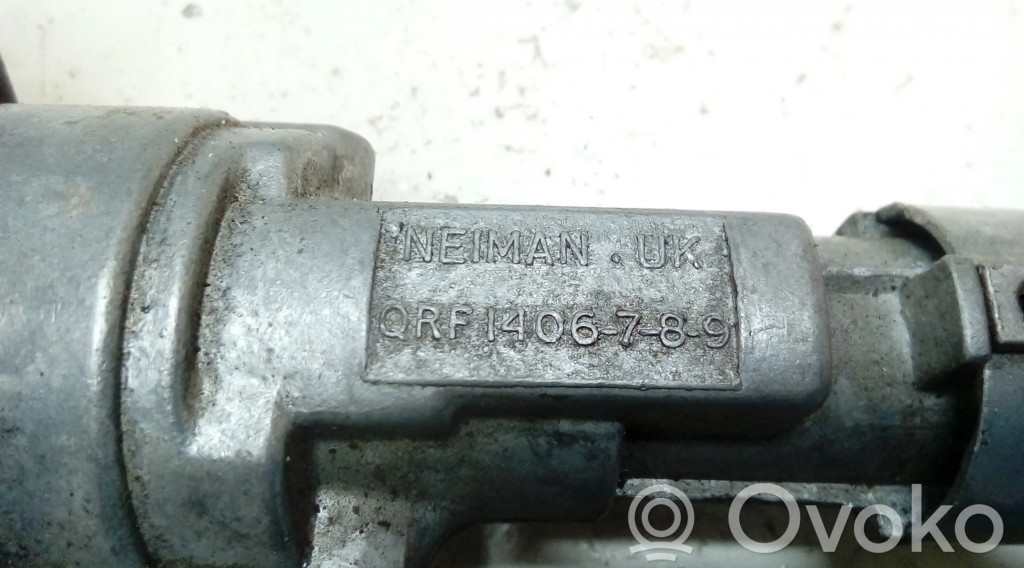 NEIMAN . UK
QRF 1406-7-8-9
Ovoko